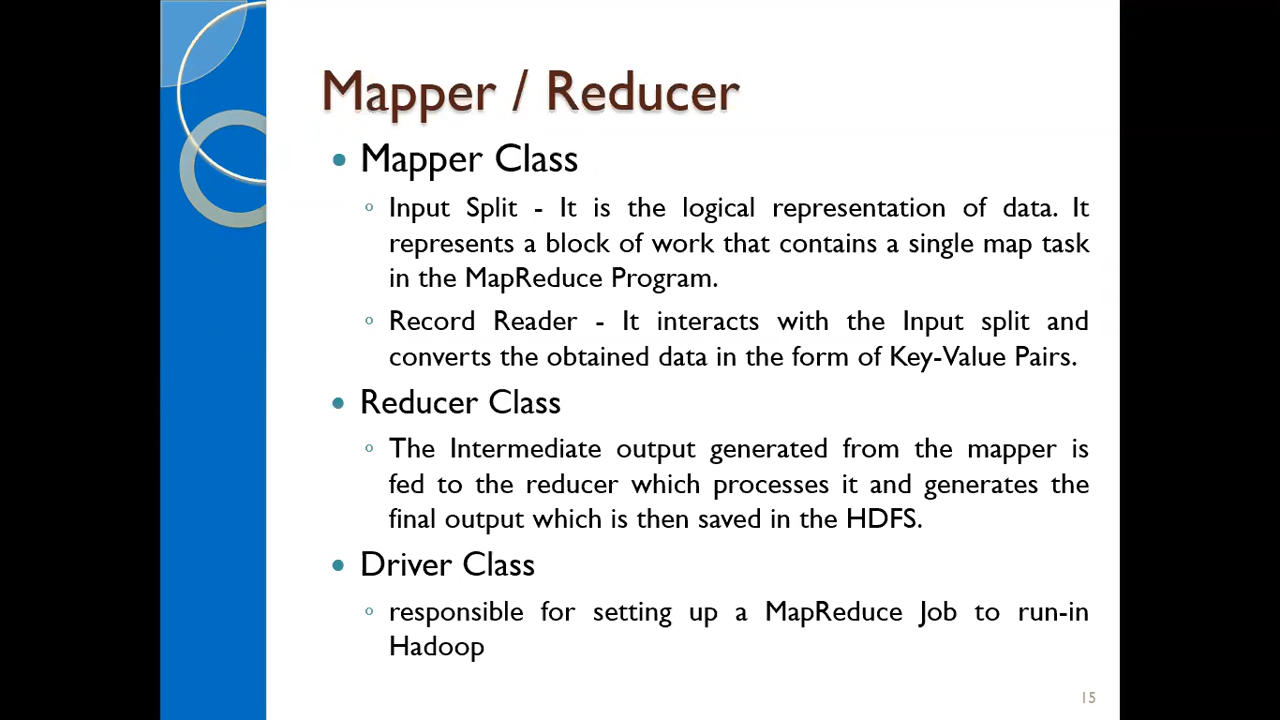 Mapper / Reducer
• Mapper Class
◦ Input Split - It is the logical representation of data. It
represents a block of work that contains a single map task
in the MapReduce Program.
◦ Record Reader - It interacts with the Input split and
converts the obtained data in the form of Key-Value Pairs.
• Reducer Class
◦ The Intermediate output generated from the mapper is
fed to the reducer which processes it and generates the
final output which is then saved in the HDFS.
• Driver Class
◦ responsible for setting up a MapReduce Job to run-in
Hadoop
15